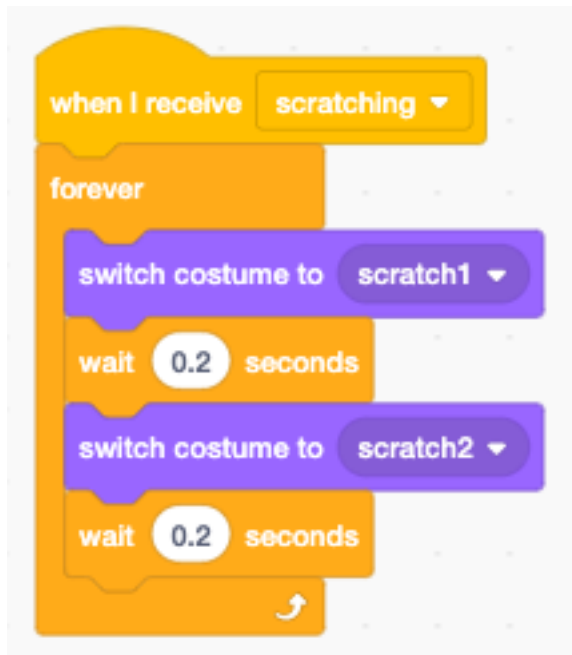 when I receive scratching
forever
switch costume to scratch1
wait 0.2 seconds
switch costume to scratch2
wait 0.2 seconds